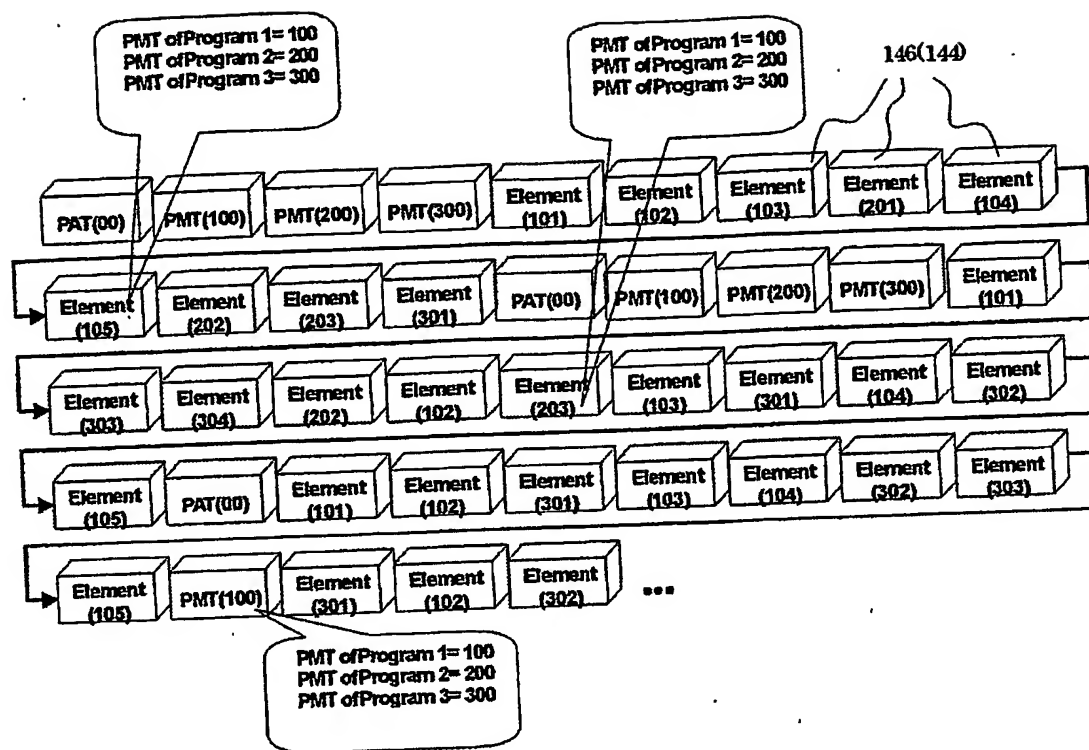 PMT ofProgram 1= 100
PMT ofProgram 2= 200
PMT ofProgram 3= 300
PMT ofProgram 1= 100
PMT ofProgram 2= 200
PMT ofProgram 3= 300
146(144)
PAT(00) PMT(100) PMT(200) PMT(300) Element (101) Element (102) Element (103) Element (201) Element (104)
Element (105) Element (202) Element (203) Element (301) PAT(00) PMT(100) PMT(200) PMT(300) Element (101)
Element (303) Element (304) Element (202) Element (102) Element (203) Element (103) Element (301) Element (104) Element (302)
Element (105) PAT(00) Element (101) Element (102) Element (301) Element (103) Element (104) Element (302) Element (303)
Element (105) PMT(100) Element (301) Element (102) Element (302) ...
PMT ofProgram 1= 100
PMT ofProgram 2= 200
PMT ofProgram 3= 300